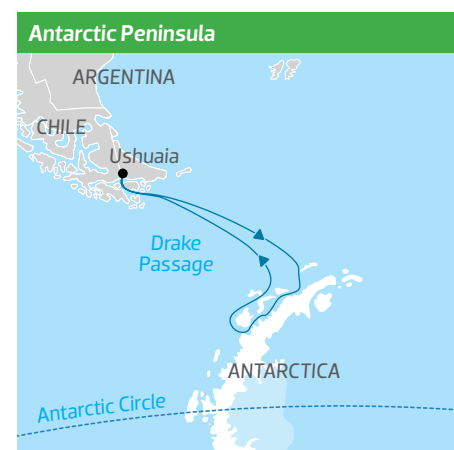 Antarctic Peninsula
ARGENTINA
CHILE
Ushuaia
Drake
Passage
ANTARCTICA
Antarctic Circle